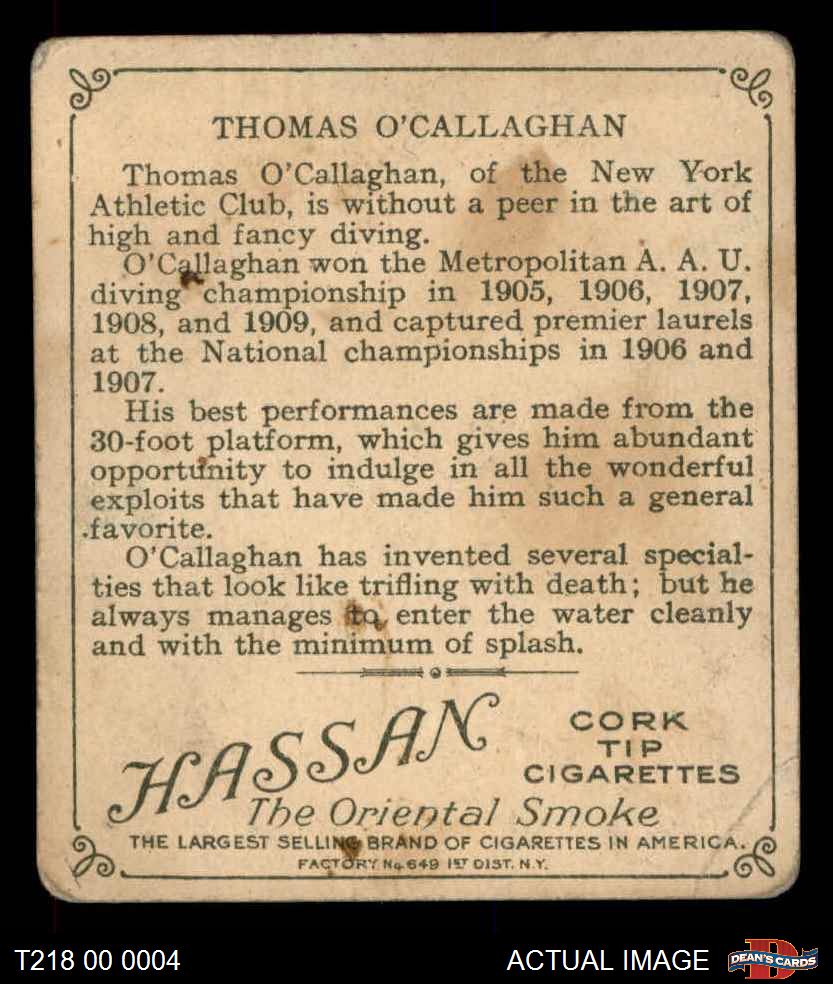 THOMAS O'CALLAGHAN
Thomas O'Callaghan, of the New York
Athletic Club, is without a peer in the art of
high and fancy diving.
O'Callaghan won the Metropolitan A. A. U.
diving championship in 1905, 1906, 1907,
1908, and 1909, and captured premier laurels
at the National championships in 1906 and
1907.
His best performances are made from the
30-foot platform, which gives him abundant
opportunity to indulge in all the wonderful
exploits that have made him such a general
favorite.
O'Callaghan has invented several special-
ties that look like trifling with death; but he
always manages to enter the water cleanly
and with the minimum of splash.
HASSAN
CORK
TIP
CIGARETTES
The Oriental Smoke
THE LARGEST SELLING BRAND OF CIGARETTES IN AMERICA.
FACTORY No. 649 1ST DIST. N.Y.
T218 00 0004
ACTUAL IMAGE
D
DEAN'S CARDS